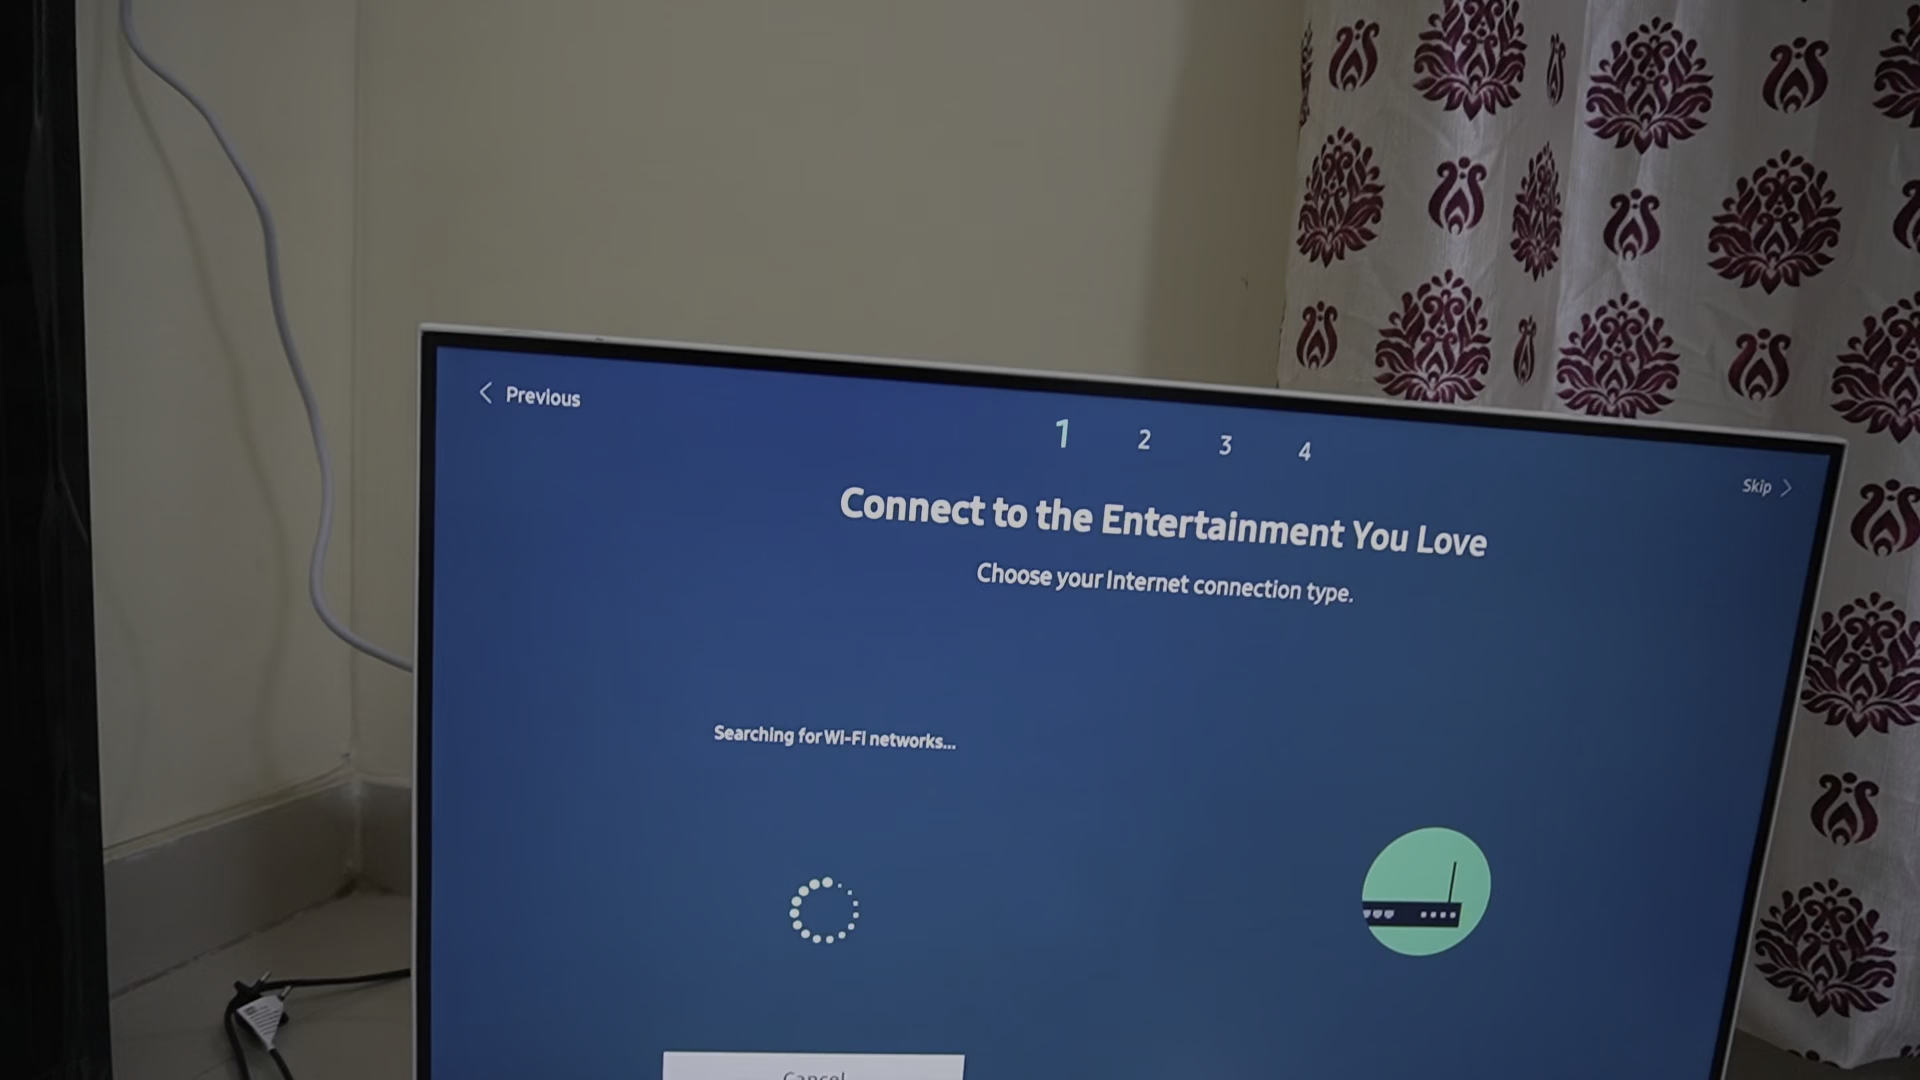 Previous
1 2 3 4
Skip
Connect to the Entertainment You Love
Choose your Internet connection type.
Searching for Wi-Fi networks...
Cancel